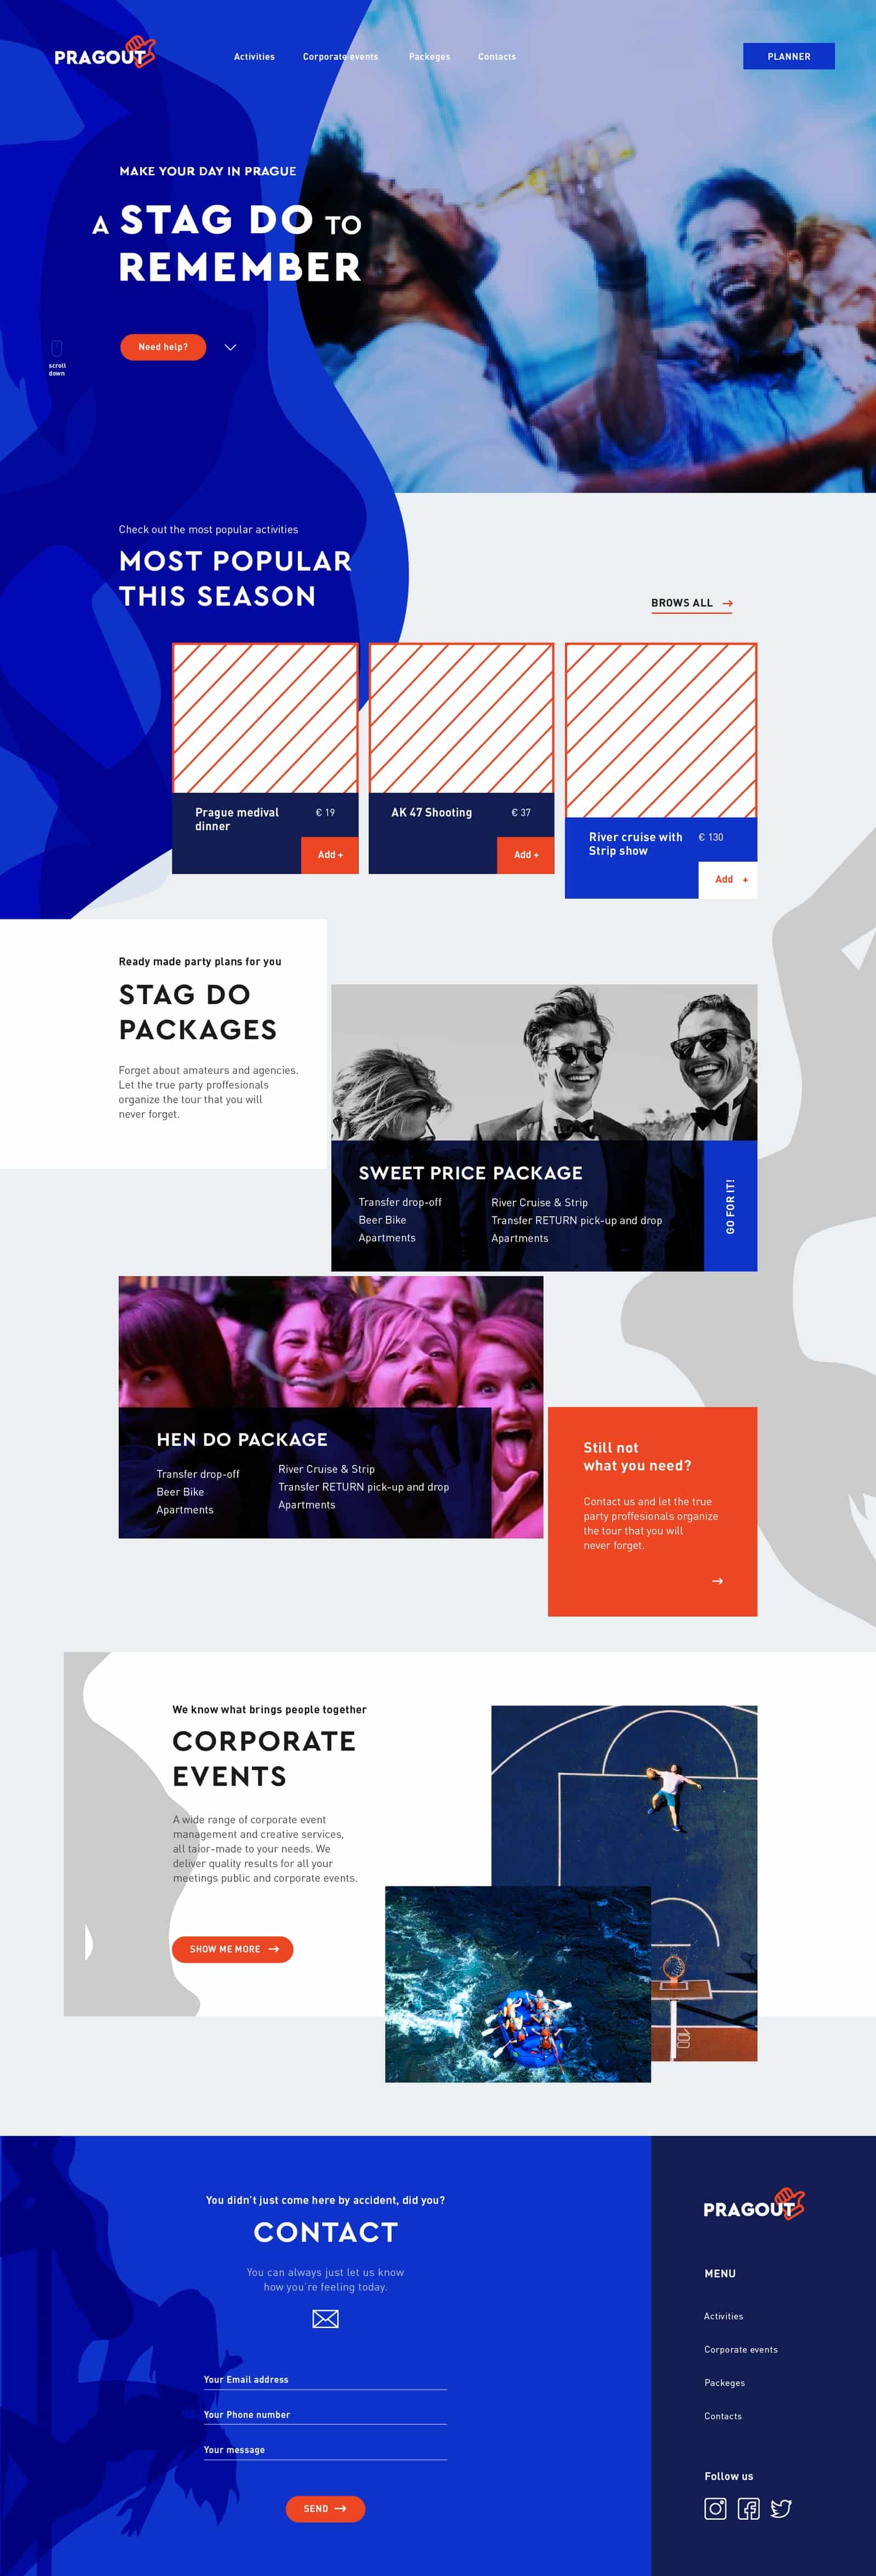 PRAGOUT
Activities
Corporate events
Packeges
Contacts
PLANNER
MAKE YOUR DAY IN PRAGUE
A STAG DO TO
REMEMBER
Need help?
scroll
down
Check out the most popular activities
MOST POPULAR
THIS SEASON
BROWS ALL
Prague medival
dinner
€ 19
Add +
AK 47 Shooting
€ 37
Add +
River cruise with
Strip show
€ 130
Add +
Ready made party plans for you
STAG DO
PACKAGES
Forget about amateurs and agencies.
Let the true party proffesionals
organize the tour that you will
never forget.
SWEET PRICE PACKAGE
Transfer drop-off
Beer Bike
Apartments
River Cruise & Strip
Transfer RETURN pick-up and drop
Apartments
GO FOR IT!
HEN DO PACKAGE
Transfer drop-off
Beer Bike
Apartments
River Cruise & Strip
Transfer RETURN pick-up and drop
Apartments
Still not
what you need?
Contact us and let the true
party proffesionals organize
the tour that you will
never forget.
We know what brings people together
CORPORATE
EVENTS
A wide range of corporate event
management and creative services,
all taior-made to your needs. We
deliver quality results for all your
meetings public and corporate events.
SHOW ME MORE
You didn't just come here by accident, did you?
CONTACT
You can always just let us know
how you're feeling today.
Your Email address
Your Phone number
Your message
SEND
PRAGOUT
MENU
Activities
Corporate events
Packeges
Contacts
Follow us